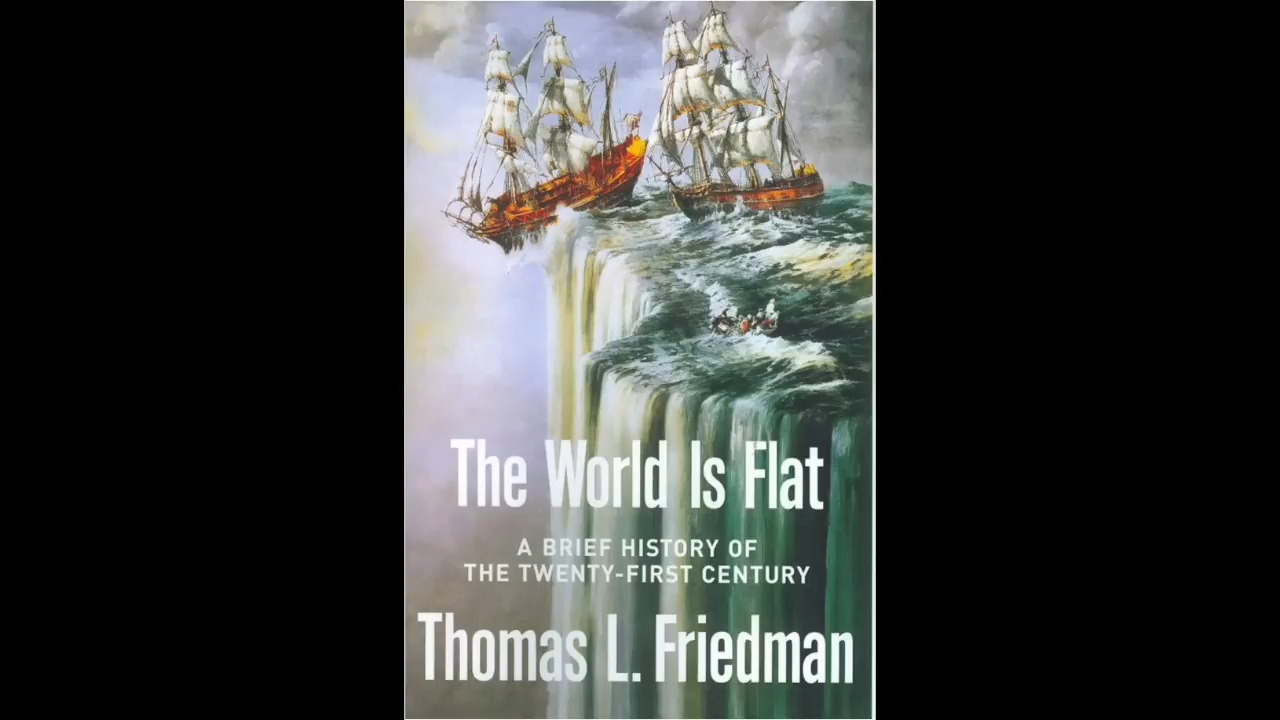 The World Is Flat
A BRIEF HISTORY OF
THE TWENTY-FIRST CENTURY
Thomas L. Friedman